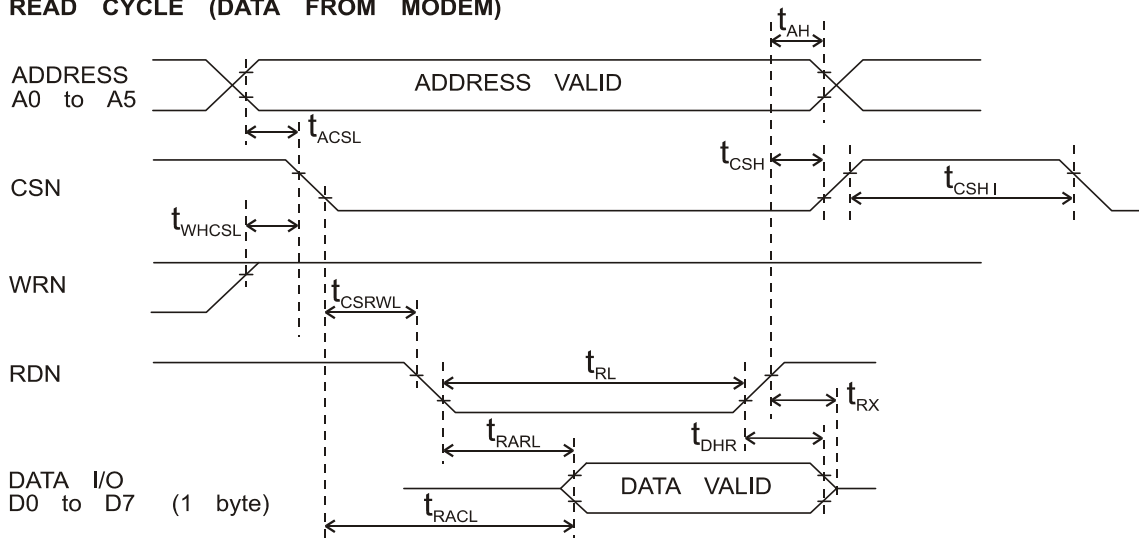 READ CYCLE (DATA FROM MODEM)
tAH
ADDRESS
A0 to A5
ADDRESS VALID
tACSL
tCSH
CSN
tCSHI
tWHCSL
WRN
tCSRWL
RDN
tRL
tRX
tRARL
tDHR
DATA I/O
D0 to D7 (1 byte)
DATA VALID
tRACL